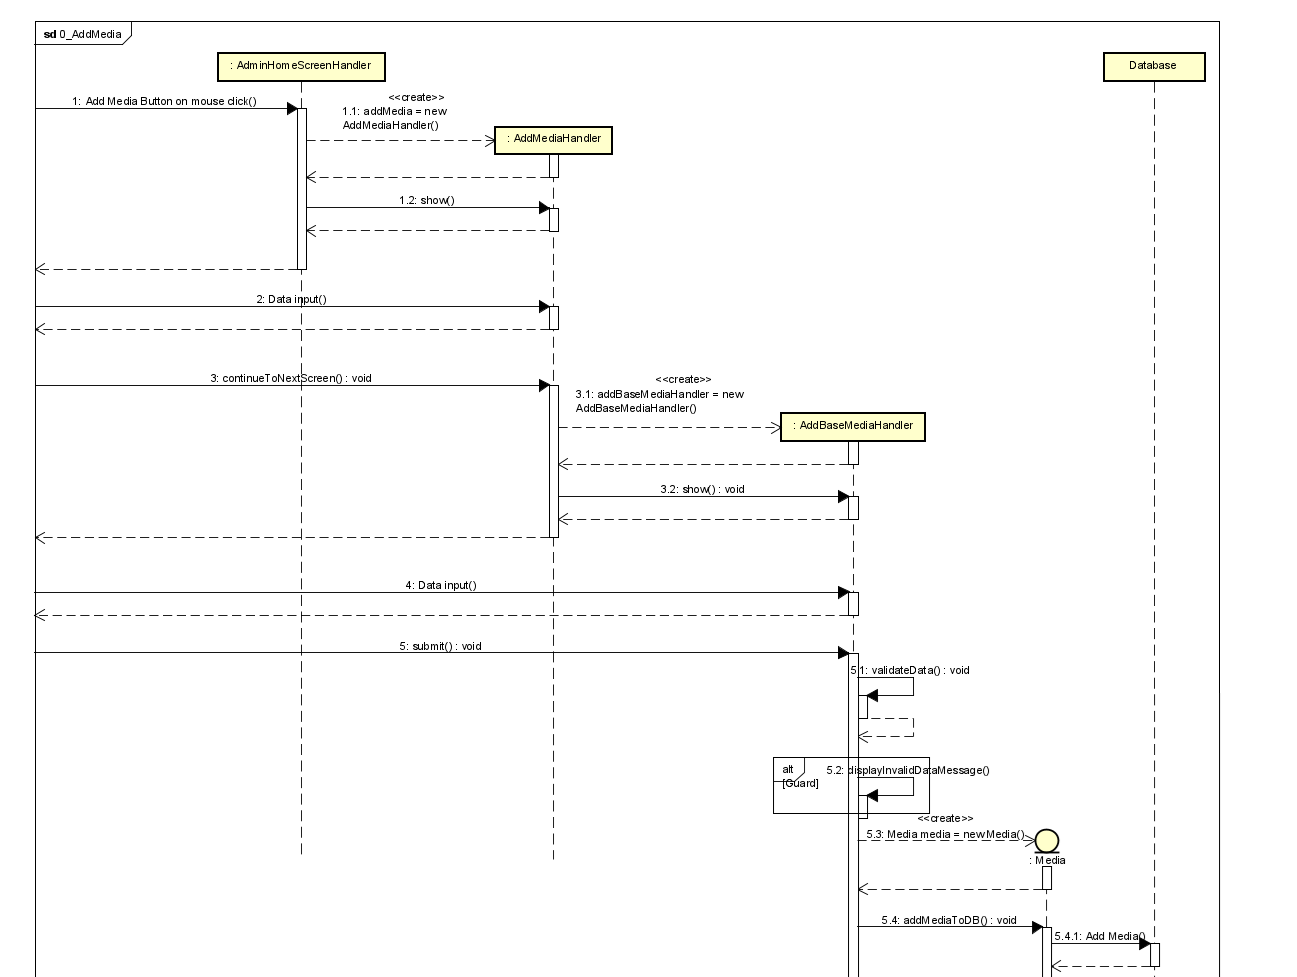 sd 0_AddMedia
: AdminHomeScreenHandler
Database
1: Add Media Button on mouse click()
<<create>>
1.1: addMedia = new
AddMediaHandler()
: AddMediaHandler
1.2: show()
2: Data input()
3: continueToNextScreen() : void
<<create>>
3.1: addBaseMediaHandler = new
AddBaseMediaHandler()
: AddBaseMediaHandler
3.2: show() : void
4: Data input()
5: submit() : void
5.1: validateData() : void
alt
5.2: displayInvalidDataMessage()
[Guard]
<<create>>
5.3: Media media = new Media()
: Media
5.4: addMediaToDB() : void
5.4.1: Add Media()